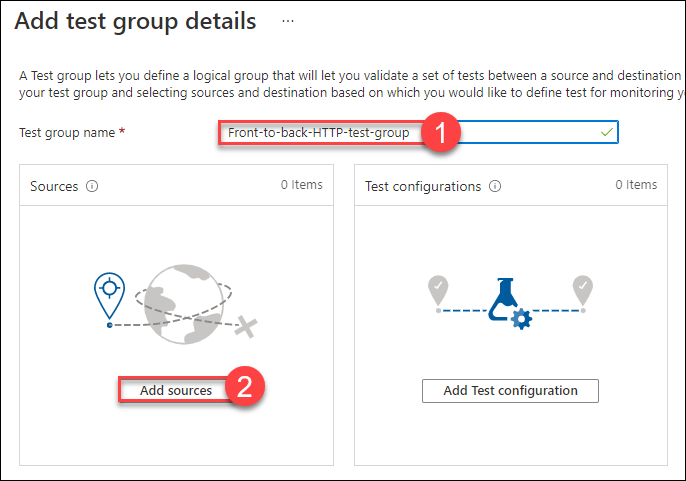 Add test group details ...
A Test group lets you define a logical group that will let you validate a set of tests between a source and destination
your test group and selecting sources and destination based on which you would like to define test for monitoring yo
Test group name * Front-to-back-HTTP-test-group 1
Sources 0 Items
Test configurations 0 Items
Add sources 2
Add Test configuration